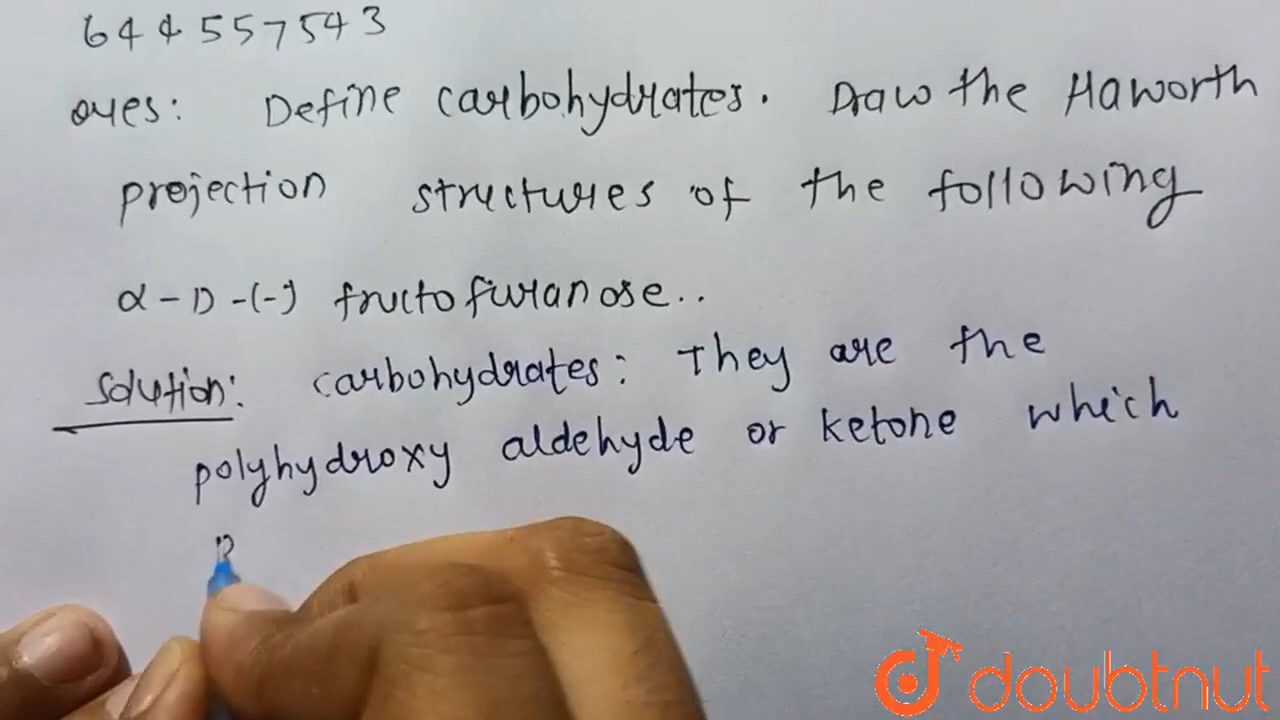 644557543
Ques: Define carbohydrates. Draw the Haworth
projection structures of the following
α-D-(-) fructofuranose..
Solution: carbohydrates: They are the
polyhydroxy aldehyde or ketone which
doubtnut